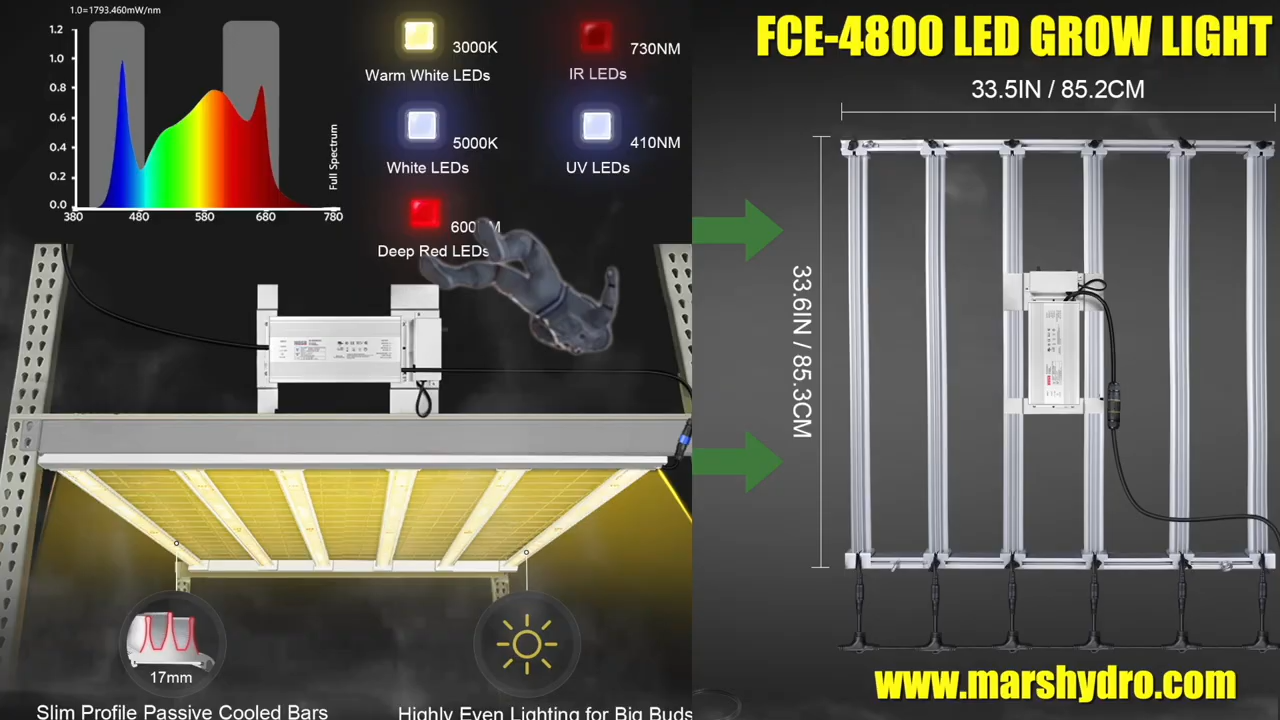 1.0=1793.460mW/nm
1.2
1.0
0.8
0.6
0.4
0.2
0.0
380
480
580
680
780
Full Spectrum
3000K
Warm White LEDs
730NM
IR LEDs
5000K
White LEDs
410NM
UV LEDs
Deep Red LEDs
17mm
Slim Profile Passive Cooled Bars
Highly Even Lighting for Big Buds
FCE-4800 LED GROW LIGHT
33.5IN / 85.2CM
33.6IN / 85.3CM
www.marshydro.com